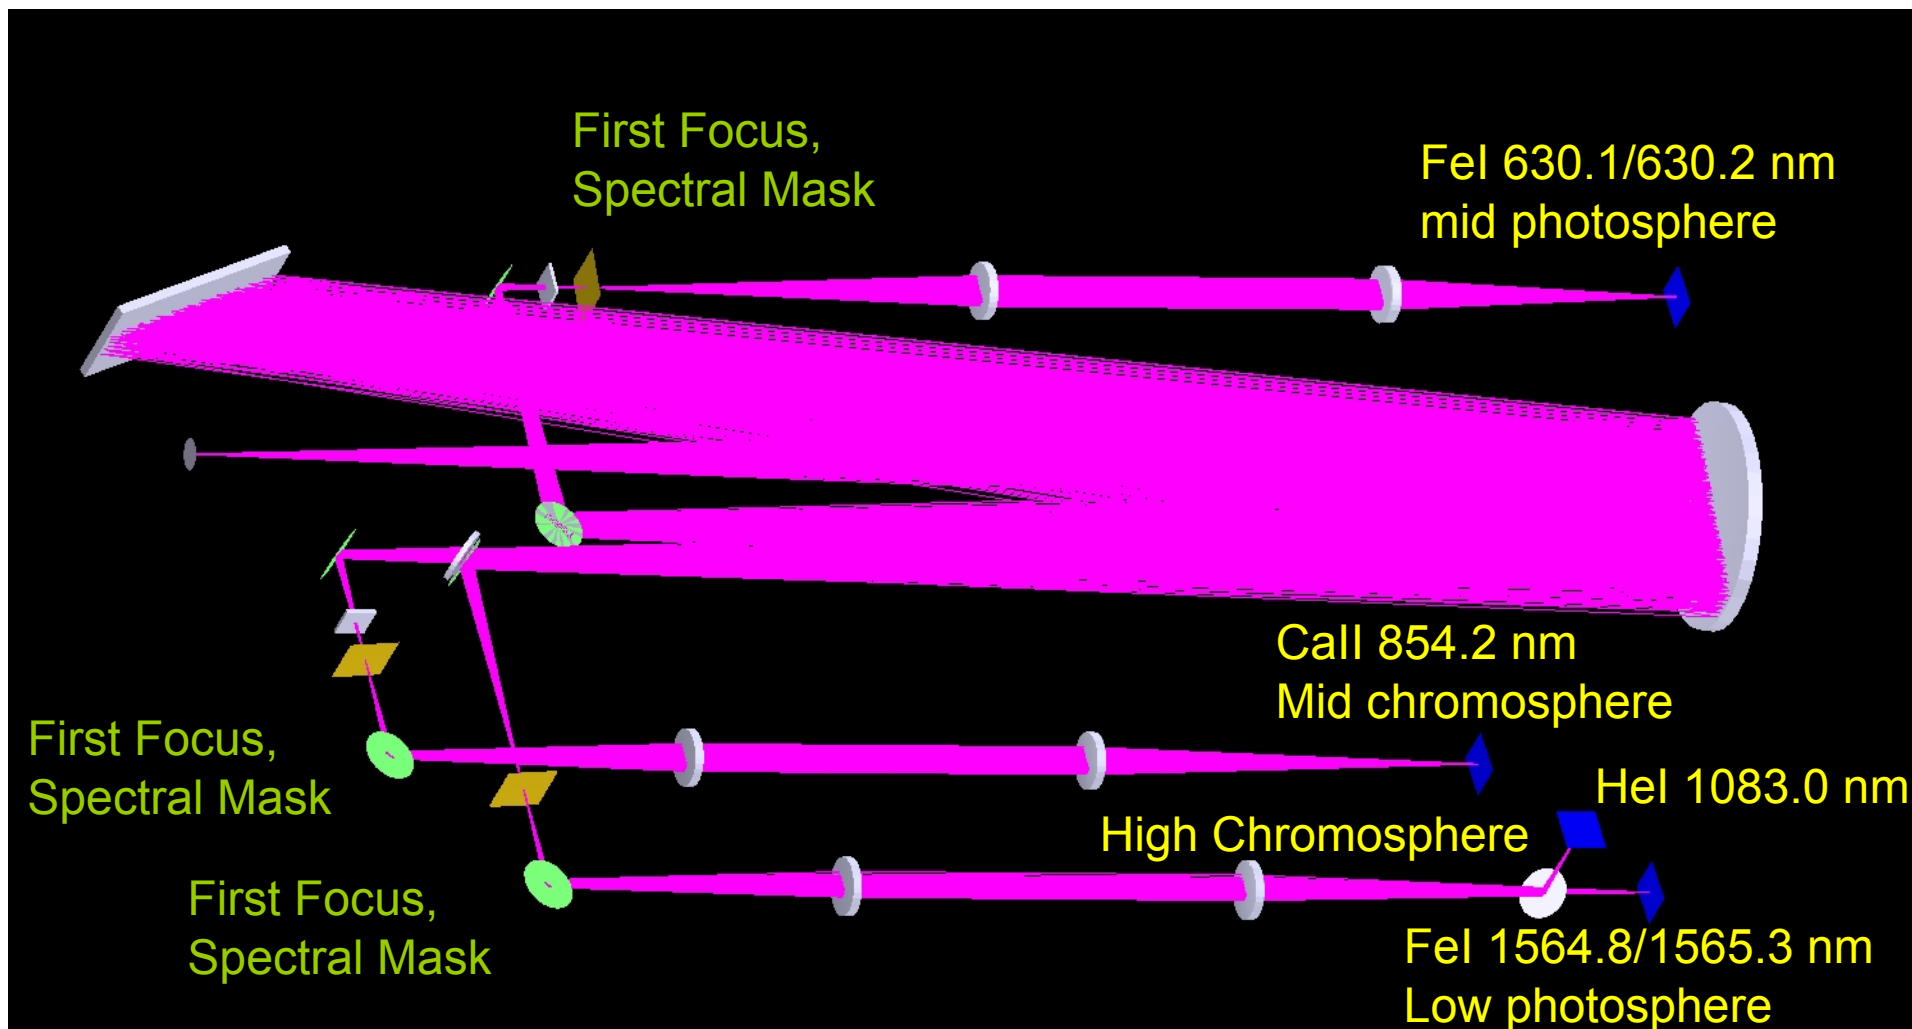 First Focus,
Spectral Mask
FeI 630.1/630.2 nm
mid photosphere
CaII 854.2 nm
Mid chromosphere
First Focus,
Spectral Mask
HeI 1083.0 nm
High Chromosphere
First Focus,
Spectral Mask
FeI 1564.8/1565.3 nm
Low photosphere